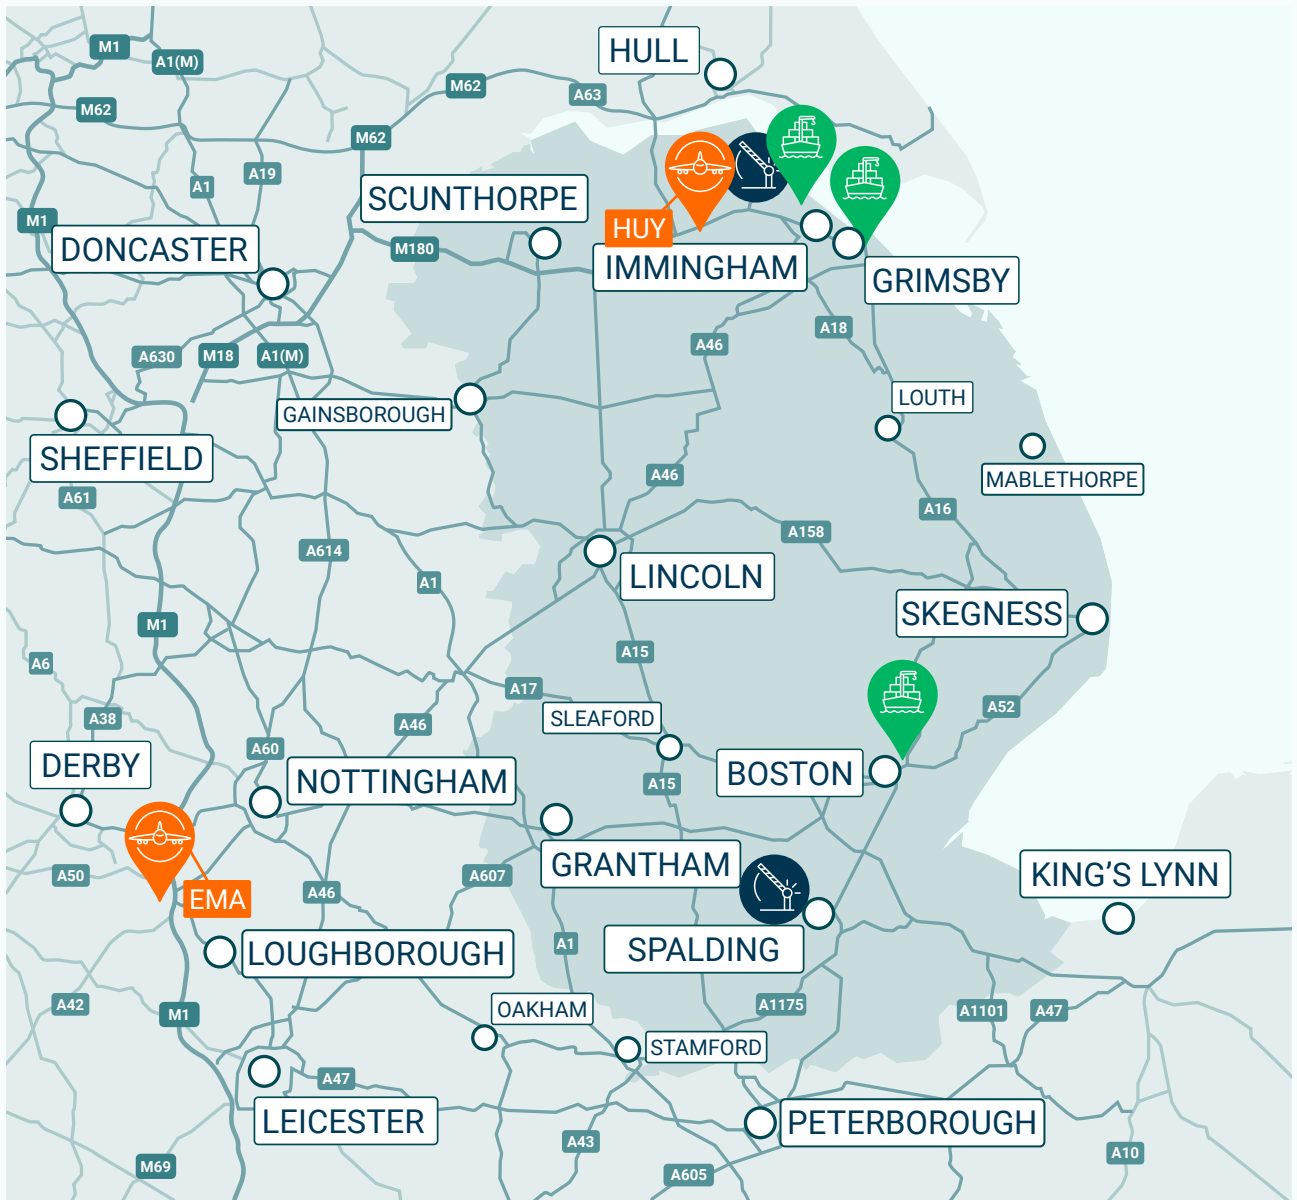 M1
A1(M)
HULL
M62
A63
M62
M62
A19
A1
SCUNTHORPE
M1
HUY
DONCASTER
M180
IMMINGHAM
GRIMSBY
A18
A46
A630
M18
A1(M)
LOUTH
GAINSBOROUGH
SHEFFIELD
A46
MABLETHORPE
A61
A16
A158
A614
A1
LINCOLN
SKEGNESS
M1
A15
A6
A17
A52
A38
SLEAFORD
A46
A60
DERBY
NOTTINGHAM
BOSTON
A15
GRANTHAM
A50
A607
KING'S LYNN
EMA
A46
LOUGHBOROUGH
A1
SPALDING
A42
M1
OAKHAM
A1175
A1101
A47
STAMFORD
A47
LEICESTER
PETERBOROUGH
A43
M69
A605
A10